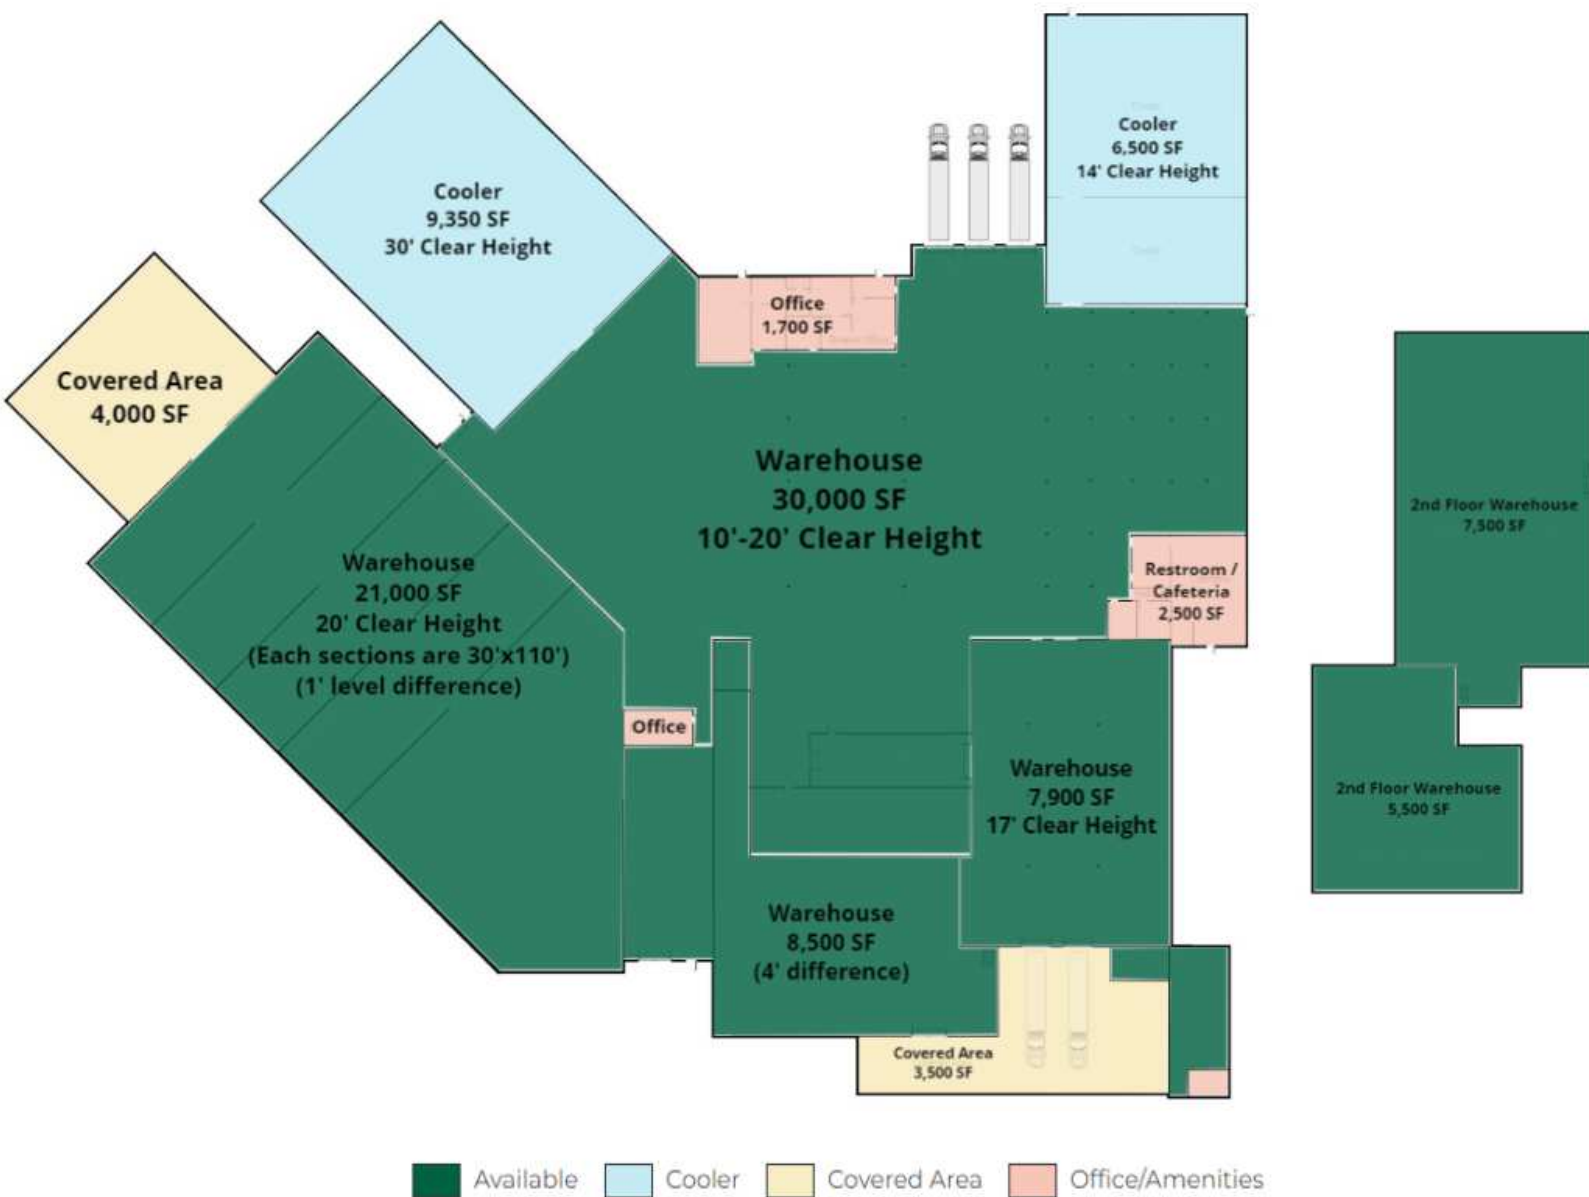 Cooler
6,500 SF
14' Clear Height
Cooler
9,350 SF
30' Clear Height
Office
1,700 SF
Covered Area
4,000 SF
Warehouse
30,000 SF
10'-20' Clear Height
2nd Floor Warehouse
7,500 SF
Warehouse
21,000 SF
20' Clear Height
(Each sections are 30'x110')
(1' level difference)
Restroom /
Cafeteria
2,500 SF
Office
Warehouse
7,900 SF
17' Clear Height
2nd Floor Warehouse
5,500 SF
Warehouse
8,500 SF
(4' difference)
Covered Area
3,500 SF
Available
Cooler
Covered Area
Office/Amenities